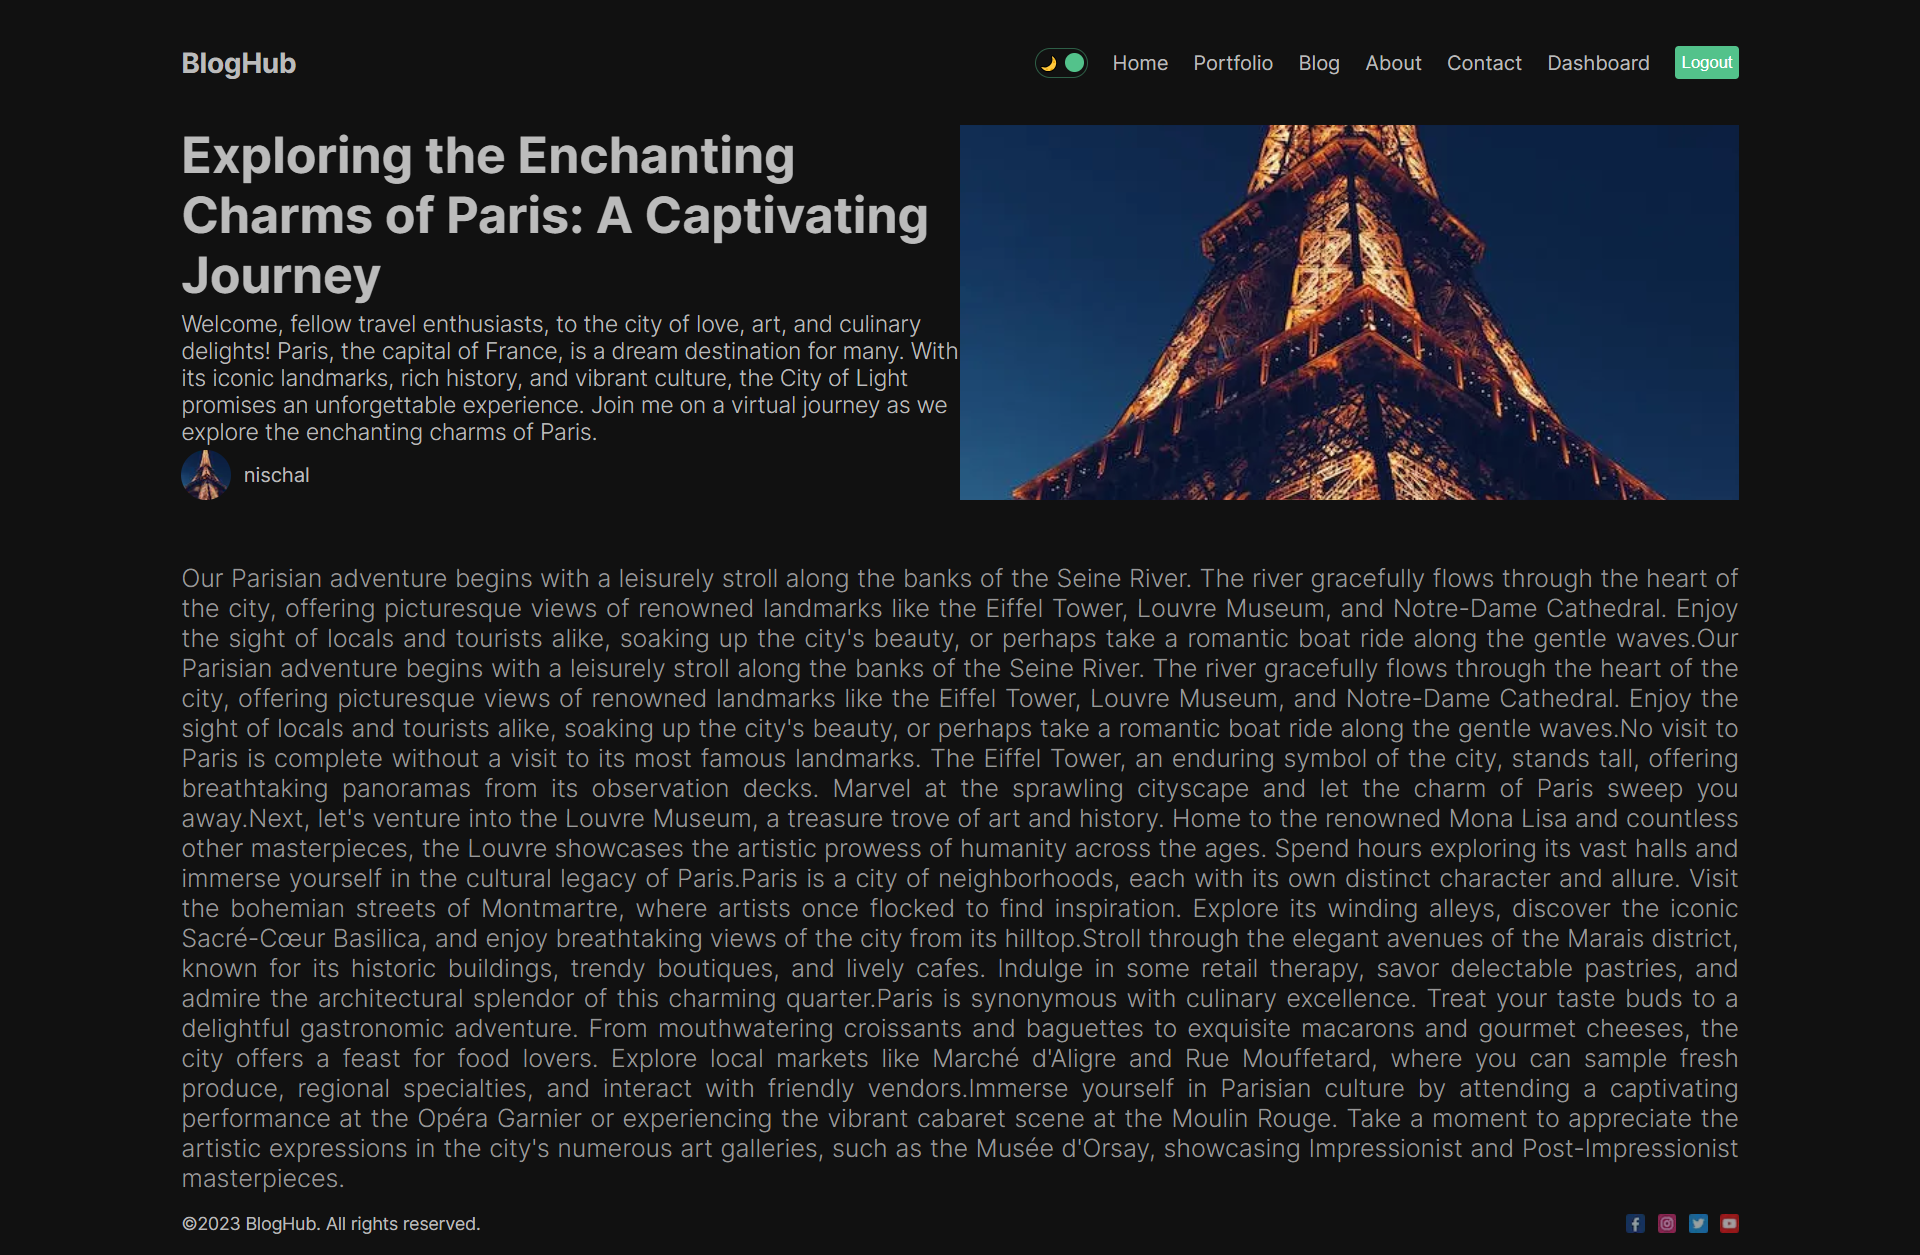 BlogHub
Home Portfolio Blog About Contact Dashboard Logout
Exploring the Enchanting
Charms of Paris: A Captivating
Journey
Welcome, fellow travel enthusiasts, to the city of love, art, and culinary
delights! Paris, the capital of France, is a dream destination for many. With
its iconic landmarks, rich history, and vibrant culture, the City of Light
promises an unforgettable experience. Join me on a virtual journey as we
explore the enchanting charms of Paris.
nischal
Our Parisian adventure begins with a leisurely stroll along the banks of the Seine River. The river gracefully flows through the heart of
the city, offering picturesque views of renowned landmarks like the Eiffel Tower, Louvre Museum, and Notre-Dame Cathedral. Enjoy
the sight of locals and tourists alike, soaking up the city's beauty, or perhaps take a romantic boat ride along the gentle waves.Our
Parisian adventure begins with a leisurely stroll along the banks of the Seine River. The river gracefully flows through the heart of the
city, offering picturesque views of renowned landmarks like the Eiffel Tower, Louvre Museum, and Notre-Dame Cathedral. Enjoy the
sight of locals and tourists alike, soaking up the city's beauty, or perhaps take a romantic boat ride along the gentle waves.No visit to
Paris is complete without a visit to its most famous landmarks. The Eiffel Tower, an enduring symbol of the city, stands tall, offering
breathtaking panoramas from its observation decks. Marvel at the sprawling cityscape and let the charm of Paris sweep you
away.Next, let's venture into the Louvre Museum, a treasure trove of art and history. Home to the renowned Mona Lisa and countless
other masterpieces, the Louvre showcases the artistic prowess of humanity across the ages. Spend hours exploring its vast halls and
immerse yourself in the cultural legacy of Paris.Paris is a city of neighborhoods, each with its own distinct character and allure. Visit
the bohemian streets of Montmartre, where artists once flocked to find inspiration. Explore its winding alleys, discover the iconic
Sacré-Cœur Basilica, and enjoy breathtaking views of the city from its hilltop.Stroll through the elegant avenues of the Marais district,
known for its historic buildings, trendy boutiques, and lively cafes. Indulge in some retail therapy, savor delectable pastries, and
admire the architectural splendor of this charming quarter.Paris is synonymous with culinary excellence. Treat your taste buds to a
delightful gastronomic adventure. From mouthwatering croissants and baguettes to exquisite macarons and gourmet cheeses, the
city offers a feast for food lovers. Explore local markets like Marché d'Aligre and Rue Mouffetard, where you can sample fresh
produce, regional specialties, and interact with friendly vendors.Immerse yourself in Parisian culture by attending a captivating
performance at the Opéra Garnier or experiencing the vibrant cabaret scene at the Moulin Rouge. Take a moment to appreciate the
artistic expressions in the city's numerous art galleries, such as the Musée d'Orsay, showcasing Impressionist and Post-Impressionist
masterpieces.
©2023 BlogHub. All rights reserved.